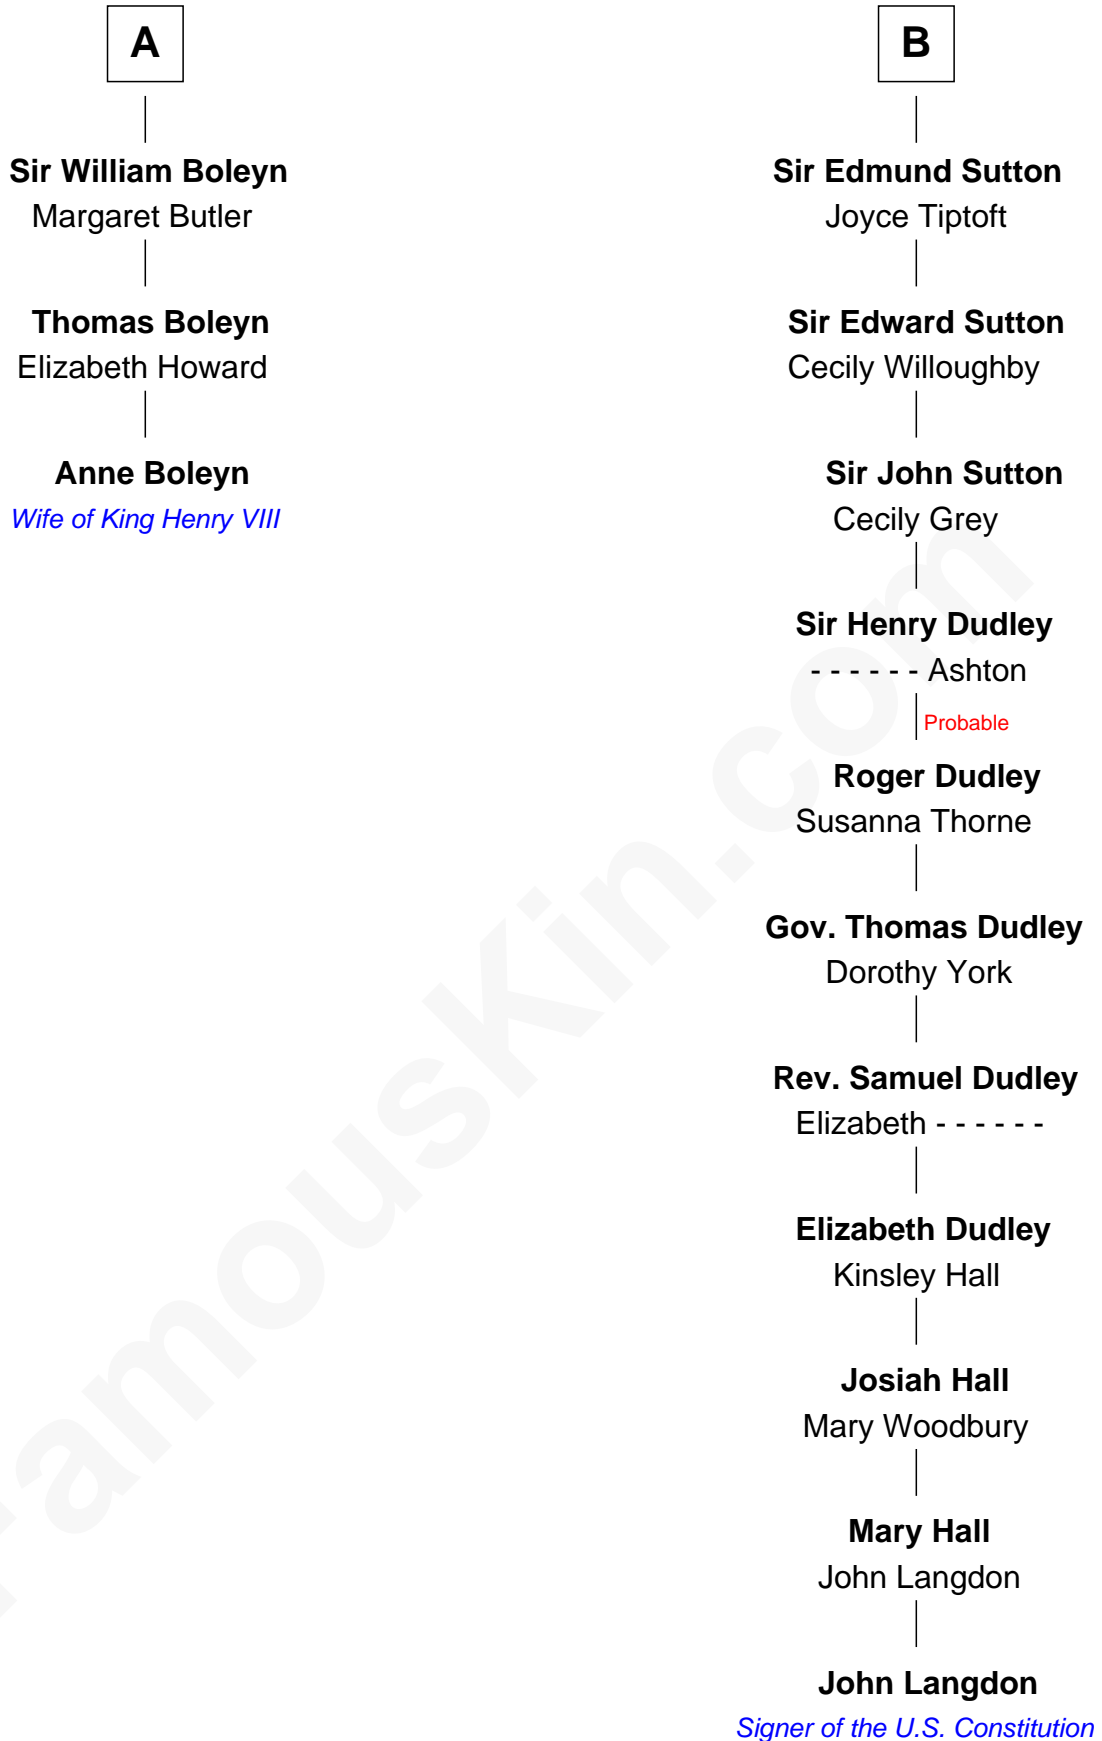 A
Sir William Boleyn
Margaret Butler
Thomas Boleyn
Elizabeth Howard
Anne Boleyn
Wife of King Henry VIII
B
Sir Edmund Sutton
Joyce Tiptoft
Sir Edward Sutton
Cecily Willoughby
Sir John Sutton
Cecily Grey
Sir Henry Dudley
- - - - - - Ashton
Probable
Roger Dudley
Susanna Thorne
Gov. Thomas Dudley
Dorothy York
Rev. Samuel Dudley
Elizabeth - - - - - -
Elizabeth Dudley
Kinsley Hall
Josiah Hall
Mary Woodbury
Mary Hall
John Langdon
John Langdon
Signer of the U.S. Constitution
FamousKin.com